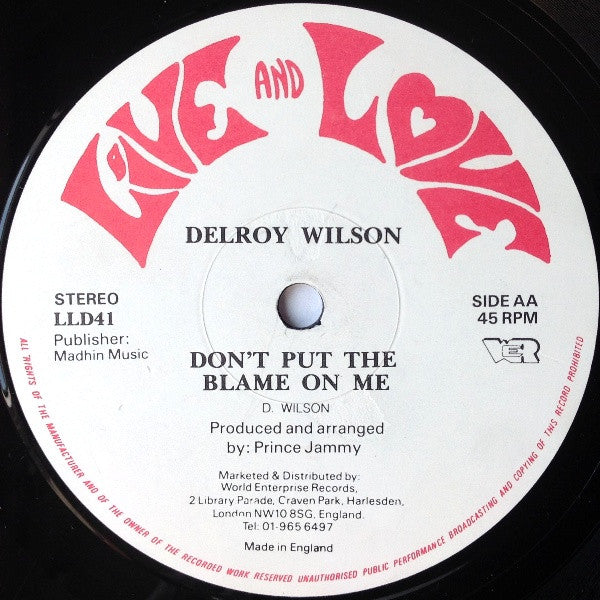 LIVE AND LOVE
DELROY WILSON
STEREO
LLD41
Publisher:
Madhin Music
SIDE AA
45 RPM
WER
DON'T PUT THE
BLAME ON ME
D. WILSON
Produced and arranged
by: Prince Jammy
Marketed & Distributed by:
World Enterprise Records,
2 Library Parade, Craven Park, Harlesden,
London NW10 8SG, England.
Tel: 01-965 6497
Made in England
ALL RIGHTS OF THE MANUFACTURER AND OF THE OWNER OF THE RECORDED WORK RESERVED UNAUTHORISED PUBLIC PERFORMANCE BROADCASTING AND COPYING OF THIS RECORD PROHIBITED